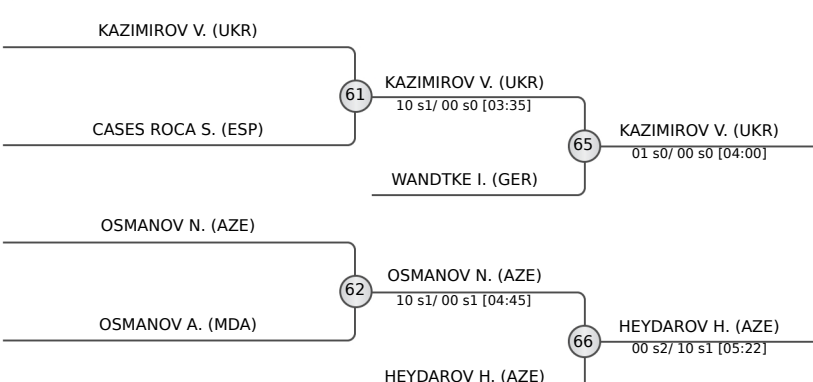 KAZIMIROV V. (UKR)
61
KAZIMIROV V. (UKR)
10 s1/ 00 s0 [03:35]
CASES ROCA S. (ESP)
65
KAZIMIROV V. (UKR)
01 s0/ 00 s0 [04:00]
WANDTKE I. (GER)
OSMANOV N. (AZE)
62
OSMANOV N. (AZE)
10 s1/ 00 s1 [04:45]
OSMANOV A. (MDA)
66
HEYDAROV H. (AZE)
00 s2/ 10 s1 [05:22]
HEYDAROV H. (AZE)